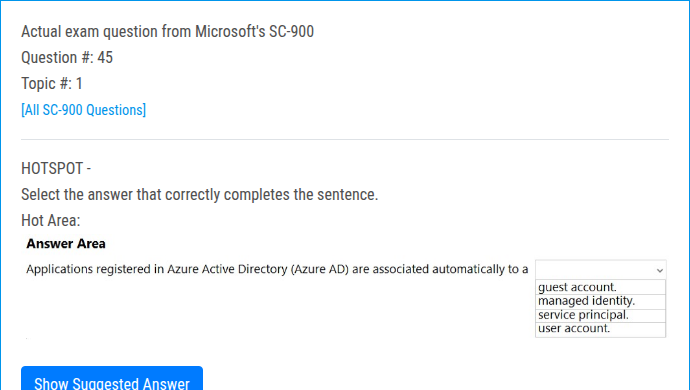 Actual exam question from Microsoft's SC-900
Question #: 45
Topic #: 1
[All SC-900 Questions]
HOTSPOT -
Select the answer that correctly completes the sentence.
Hot Area:
Answer Area
Applications registered in Azure Active Directory (Azure AD) are associated automatically to a
guest account.
managed identity.
service principal.
user account.
Show Suggested Answer